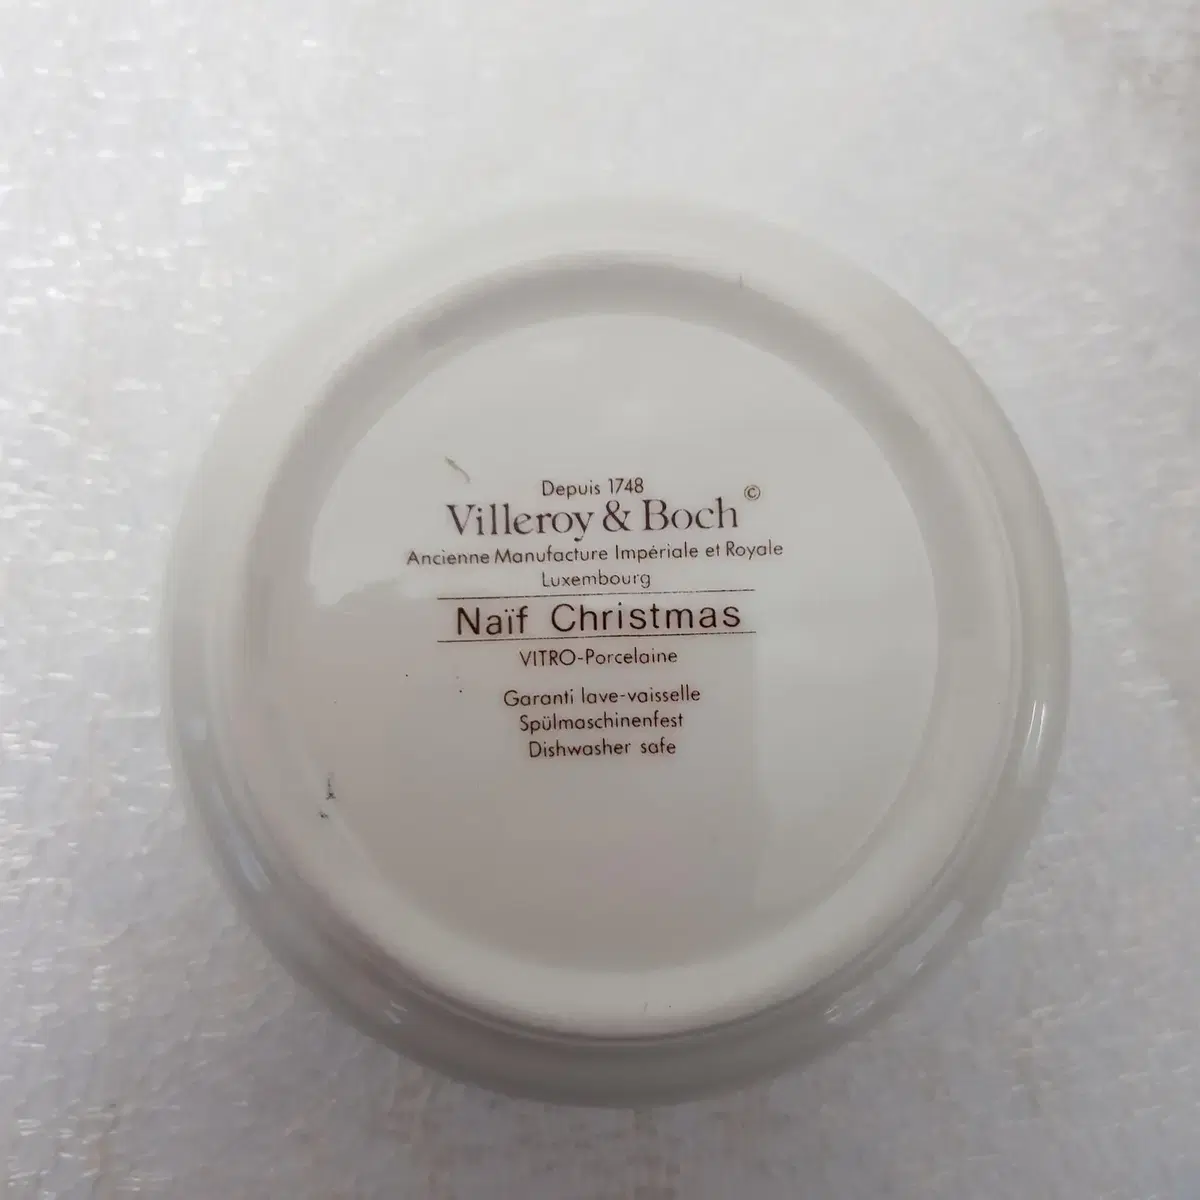 Depuis 1748
Villeroy & Boch ©
Ancienne Manufacture Impériale et Royale
Luxembourg
Naïf Christmas
VITRO-Porcelaine
Garanti lave-vaisselle
Spülmaschinenfest
Dishwasher safe